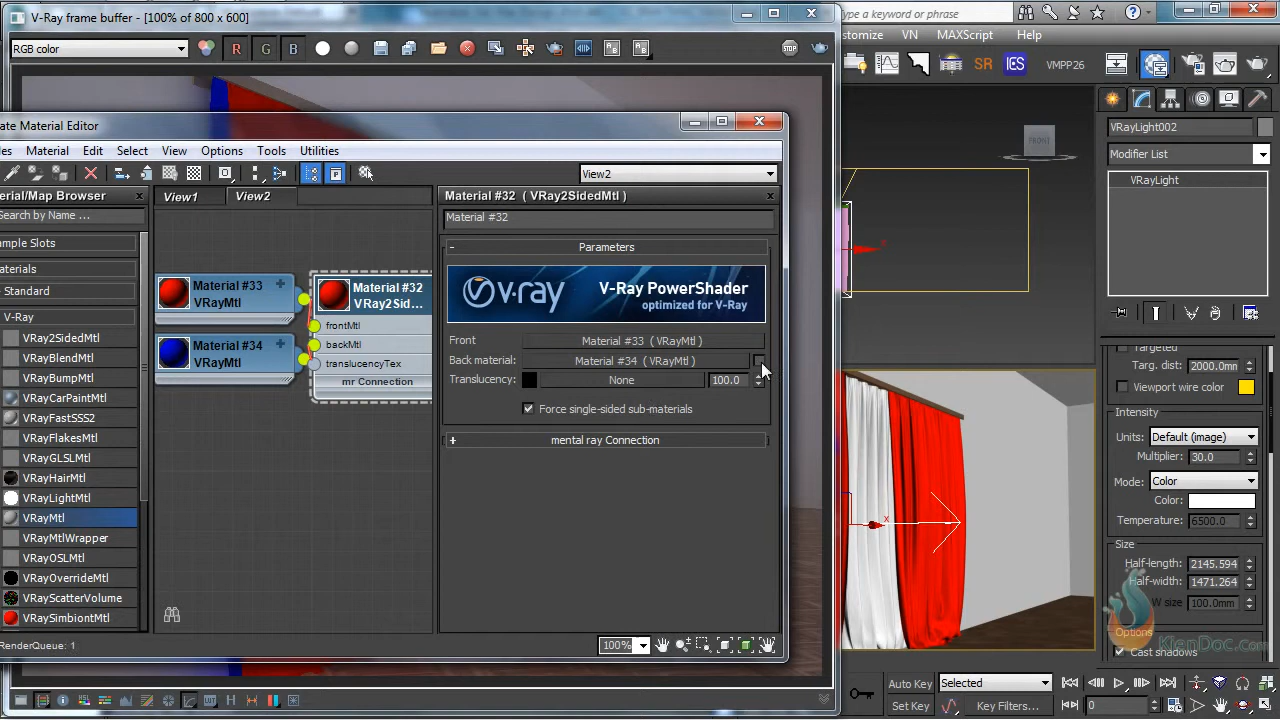 V-Ray frame buffer - [100% of 800 x 600]
Type a keyword or phrase
RGB color
R
G
B
STOP
stomize
VN
MAXScript
Help
SR
IES
VMPP26
ate Material Editor
es
Material
Edit
Select
View
Options
Tools
Utilities
View2
terial/Map Browser
Search by Name ...
ample Slots
aterials
Standard
V-Ray
VRay2SidedMtl
VRayBlendMtl
VRayBumpMtl
VRayCarPaintMtl
VRayFastSSS2
VRayFlakesMtl
VRayGLSLMtl
VRayHairMtl
VRayLightMtl
VRayMtl
VRayMtlWrapper
VRayOSLMtl
VRayOverrideMtl
VRayScatterVolume
VRaySimbiontMtl
RenderQueue: 1
View1
View2
Material #33
VRayMtl
Material #34
VRayMtl
Material #32
VRay2Sid...
frontMtl
backMtl
translucencyTex
mr Connection
Material #32 ( VRay2SidedMtl )
Material #32
- Parameters
v·ray
V-Ray PowerShader
optimized for V-Ray
Front
Material #33 ( VRayMtl )
Back material:
Material #34 ( VRayMtl )
Translucency:
None
100.0
Force single-sided sub-materials
+ mental ray Connection
100%
FRONT
x
VRayLight002
Modifier List
VRayLight
Targeted
Targ. dist: 2000.0mm
Viewport wire color
Intensity
Units: Default (image)
Multiplier: 30.0
Mode: Color
Color:
Temperature: 6500.0
Size
Half-length: 2145.594
Half-width: 1471.264
W size 100.0mm
Options
KienDoc.com
Cast shadows
Auto Key
Selected
Set Key
Key Filters...
0